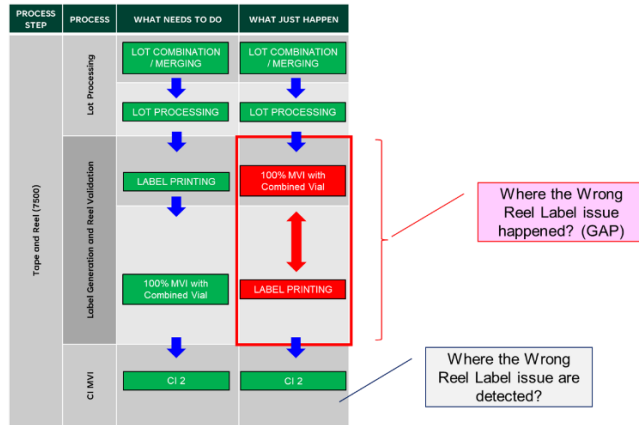 PROCESS
STEP
PROCESS
WHAT NEEDS TO DO
WHAT JUST HAPPEN
Tape and Reel (7500)
Lot Processing
LOT COMBINATION
/ MERGING
LOT COMBINATION
/ MERGING
LOT PROCESSING
LOT PROCESSING
Label Generation and Reel Validation
LABEL PRINTING
100% MVI with
Combined Vial
100% MVI with
Combined Vial
LABEL PRINTING
CI MVI
CI 2
CI 2
Where the Wrong
Reel Label issue
happened? (GAP)
Where the Wrong
Reel Label issue are
detected?